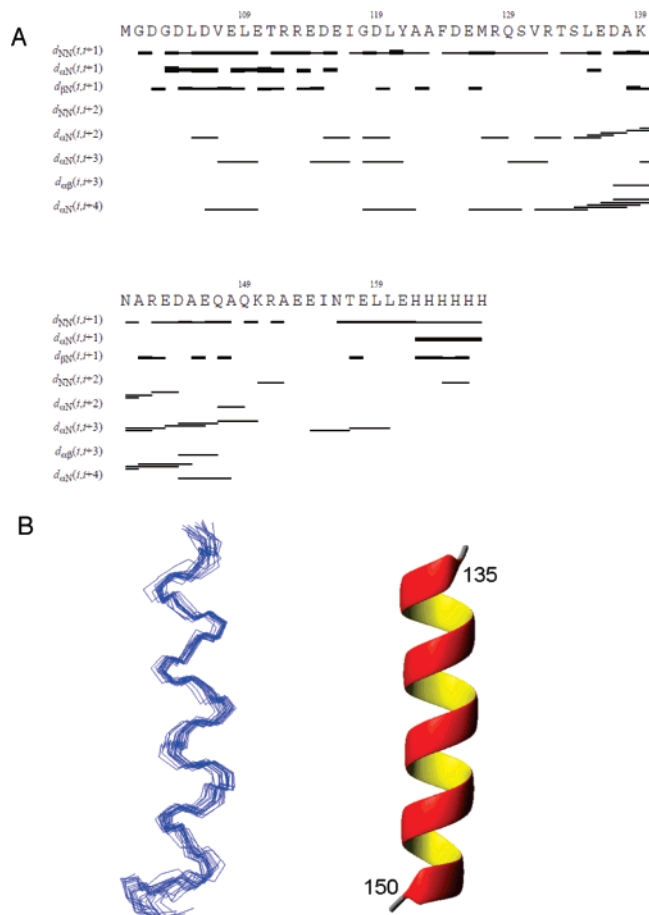 A
109 119 129 139
M G D G D L D V E L E T R R E D E I G D L Y A A F D E M R Q S V R T S L E D A K
dNN(i,i+1)
dαN(i,i+1)
dβN(i,i+1)
dNN(i,i+2)
dαN(i,i+2)
dαN(i,i+3)
dαβ(i,i+3)
dαN(i,i+4)
149 159
N A R E D A E Q A Q K R A E E I N T E L L E H H H H H H
dNN(i,i+1)
dαN(i,i+1)
dβN(i,i+1)
dNN(i,i+2)
dαN(i,i+2)
dαN(i,i+3)
dαβ(i,i+3)
dαN(i,i+4)
B
135
150